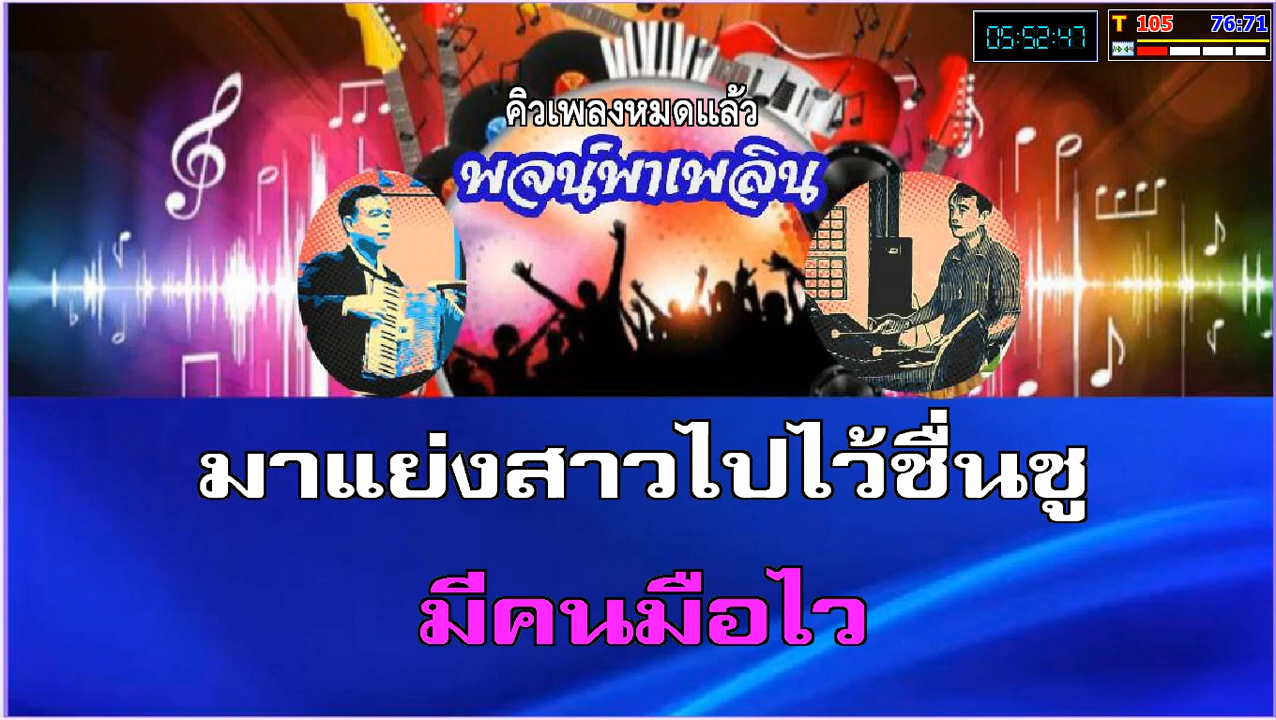 05:52:47
T 105 76:71
คิวเพลงหมดแล้ว
พจน์พาเพลิน
มาแย่งสาวไปไว้ชื่นชู
มีคนมือไว